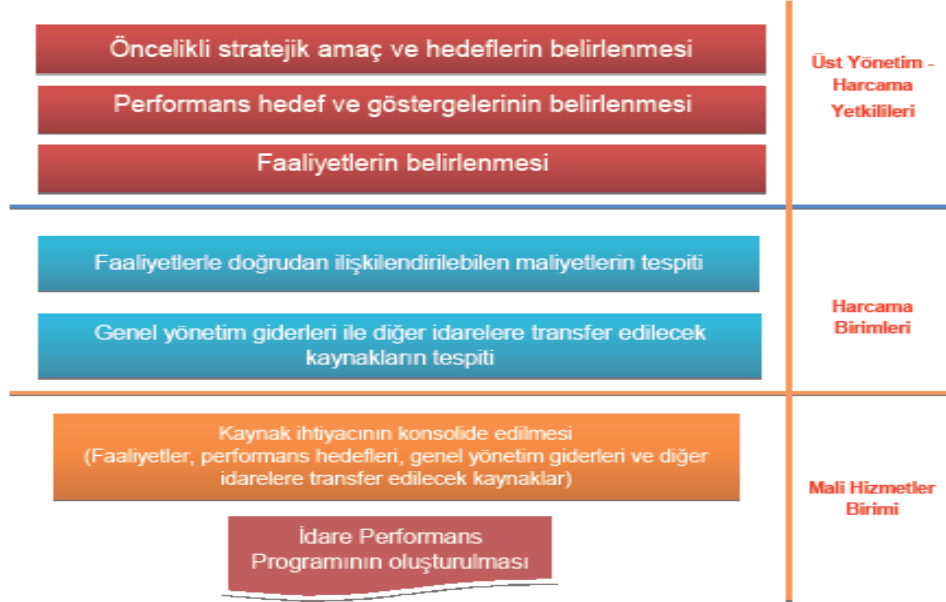 Öncelikli stratejik amaç ve hedeflerin belirlenmesi
Performans hedef ve göstergelerinin belirlenmesi
Faaliyetlerin belirlenmesi
Üst Yönetim -
Harcama
Yetkilileri
Faaliyetlerle doğrudan ilişkilendirilebilen maliyetlerin tespiti
Genel yönetim giderleri ile diğer idarelere transfer edilecek
kaynakların tespiti
Harcama
Birimleri
Kaynak ihtiyacının konsolide edilmesi
(Faaliyetler, performans hedefleri, genel yönetim giderleri ve diğer
idarelere transfer edilecek kaynaklar)
İdare Performans
Programının oluşturulması
Mali Hizmetler
Birimi